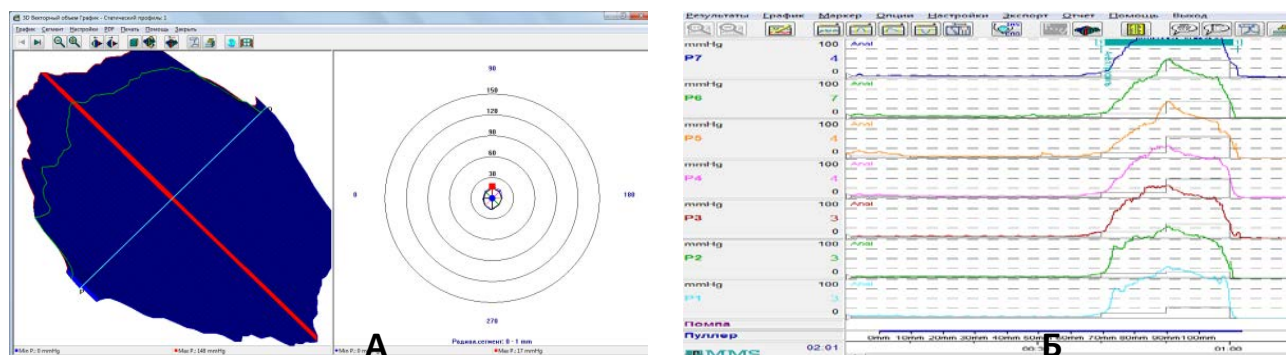 3D Векторный объем График - Статический профиль 1
График Сегмент Настройки PDF Печать Помощь Закрыть
P
90
150
120
90
60
30
0
180
270
Радиан.сегмент: 0 - 1 mm
Min P.: 0 mmHg
Max P.: 148 mmHg
Max P.: 17 mmHg
А
Результаты График Маркер Опции Настройки Экспорт Отчет Помощь Выход
mmHg 100 Anal
P7 4
0
mmHg 100 Anal
P6 7
0
mmHg 100 Anal
P5 4
0
mmHg 100 Anal
P4 4
0
mmHg 100 Anal
P3 3
0
mmHg 100 Anal
P2 3
0
mmHg 100 Anal
P1 3
0
Помпа
Пуллер
0mm 10mm 20mm 30mm 40mm 50mm 60mm 70mm 80mm 90mm 100mm
MMS 02:01
01:00
Б